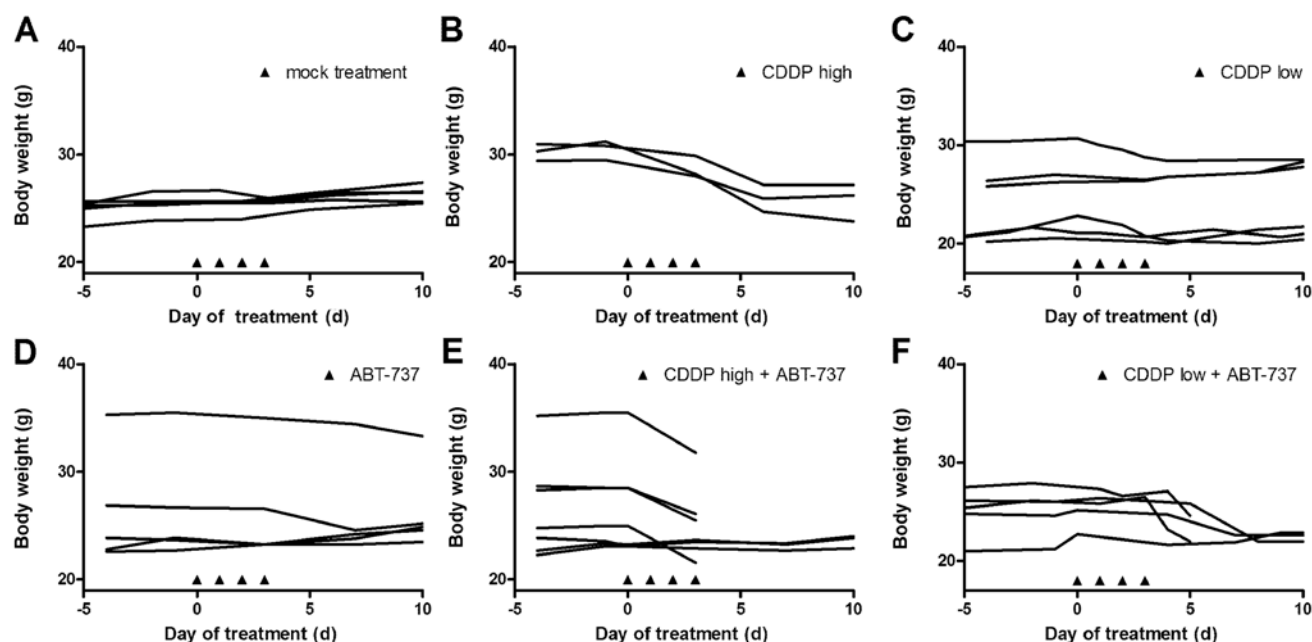 A
40
30
20
Body weight (g)
▲ mock treatment
-5 0 5 10
Day of treatment (d)
B
40
30
20
Body weight (g)
▲ CDDP high
-5 0 5 10
Day of treatment (d)
C
40
30
20
Body weight (g)
▲ CDDP low
-5 0 5 10
Day of treatment (d)
D
40
30
20
Body weight (g)
▲ ABT-737
-5 0 5 10
Day of treatment (d)
E
40
30
20
Body weight (g)
▲ CDDP high + ABT-737
-5 0 5 10
Day of treatment (d)
F
40
30
20
Body weight (g)
▲ CDDP low + ABT-737
-5 0 5 10
Day of treatment (d)